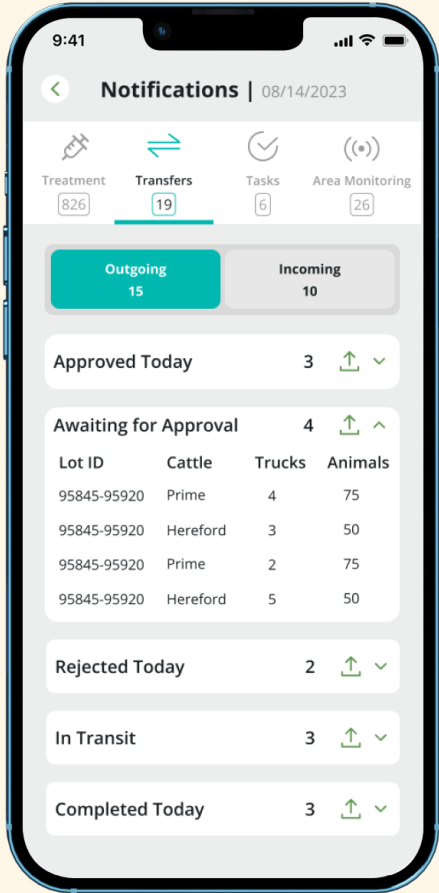 9:41
Notifications | 08/14/2023
Treatment Transfers Tasks Area Monitoring
826 19 6 26
Outgoing Incoming
15 10
Approved Today 3
Awaiting for Approval 4
Lot ID Cattle Trucks Animals
95845-95920 Prime 4 75
95845-95920 Hereford 3 50
95845-95920 Prime 2 75
95845-95920 Hereford 5 50
Rejected Today 2
In Transit 3
Completed Today 3